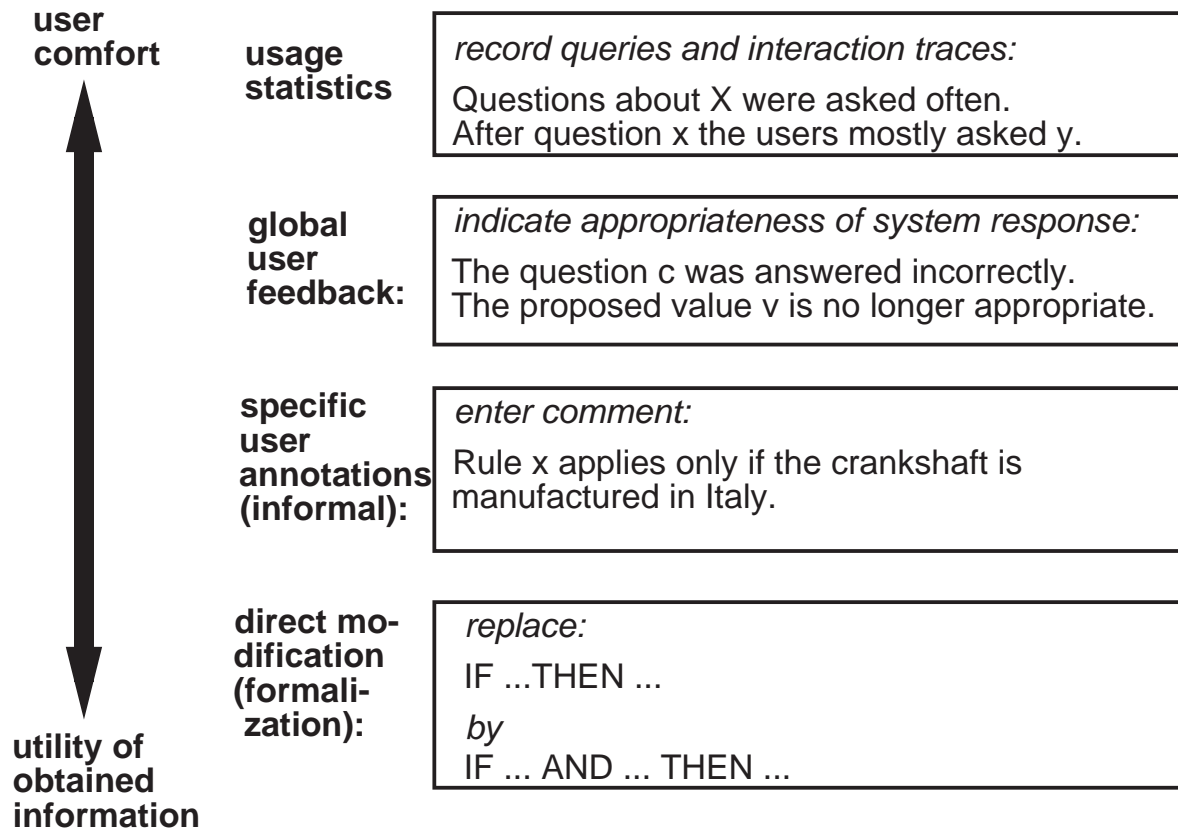 user
comfort
usage
statistics
record queries and interaction traces:
Questions about X were asked often.
After question x the users mostly asked y.
global
user
feedback:
indicate appropriateness of system response:
The question c was answered incorrectly.
The proposed value v is no longer appropriate.
specific
user
annotations
(informal):
enter comment:
Rule x applies only if the crankshaft is
manufactured in Italy.
direct mo-
dification
(formali-
zation):
replace:
IF ...THEN ...
by
IF ... AND ... THEN ...
utility of
obtained
information